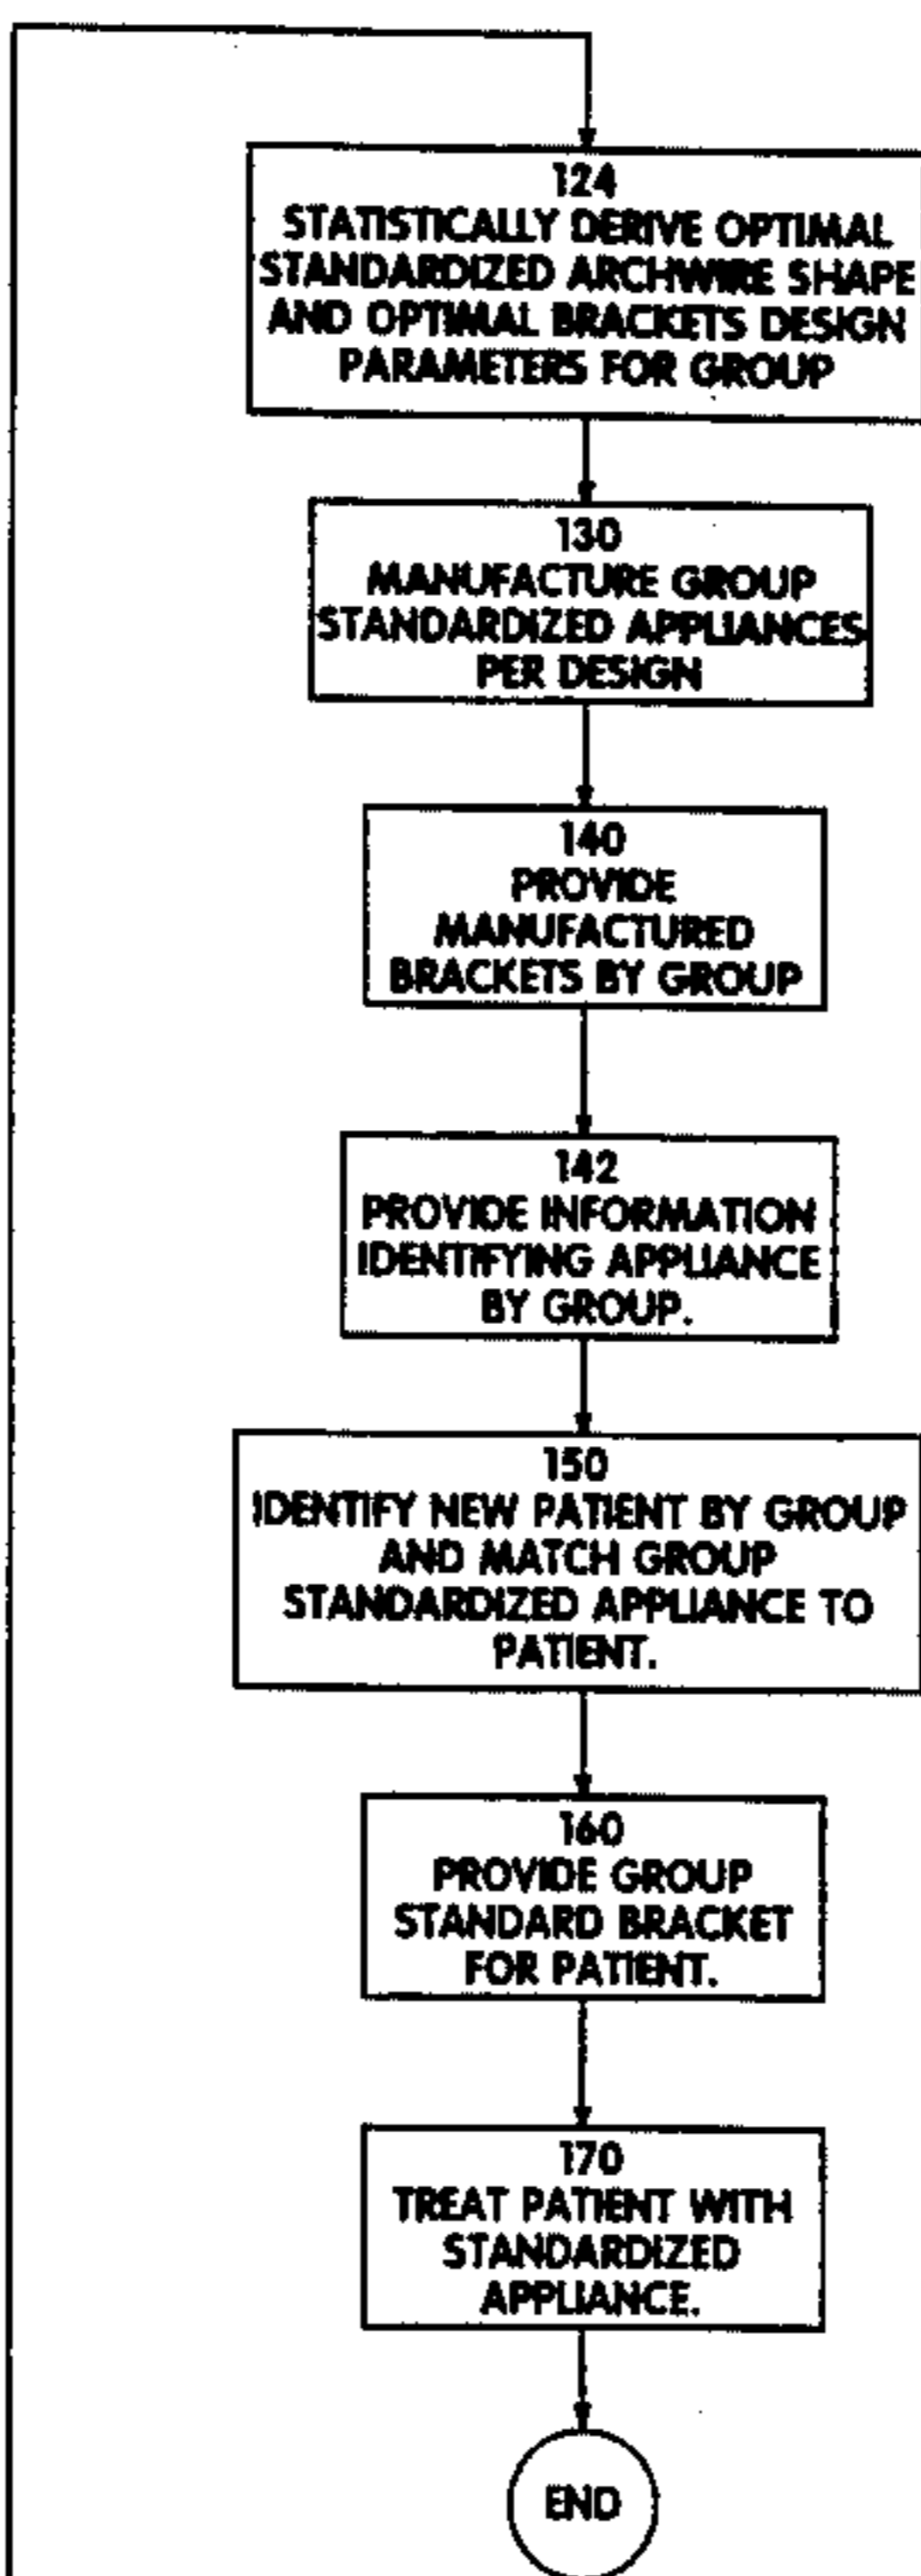 124
STATISTICALLY DERIVE OPTIMAL
STANDARDIZED ARCHWIRE SHAPE
AND OPTIMAL BRACKETS DESIGN
PARAMETERS FOR GROUP
130
MANUFACTURE GROUP
STANDARDIZED APPLIANCES
PER DESIGN
140
PROVIDE
MANUFACTURED
BRACKETS BY GROUP
142
PROVIDE INFORMATION
IDENTIFYING APPLIANCE
BY GROUP.
150
IDENTIFY NEW PATIENT BY GROUP
AND MATCH GROUP
STANDARDIZED APPLIANCE TO
PATIENT.
160
PROVIDE GROUP
STANDARD BRACKET
FOR PATIENT.
170
TREAT PATIENT WITH
STANDARDIZED
APPLIANCE.
END